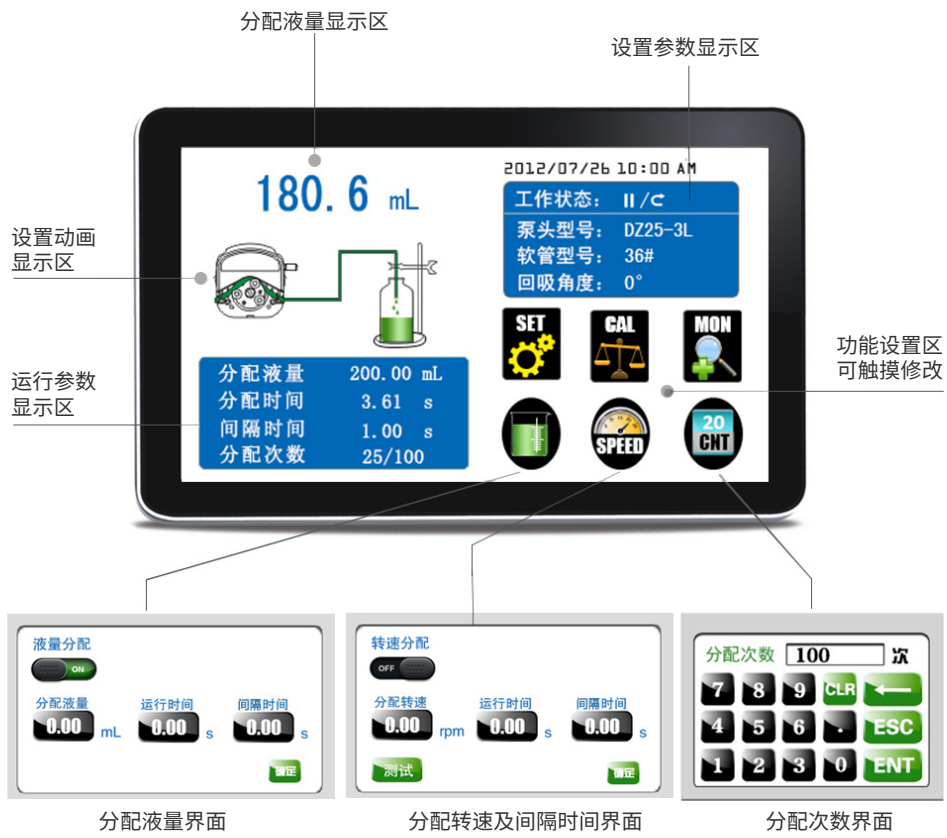 分配液量显示区
设置参数显示区
2012/07/26 10:00 AM
180.6 mL
工作状态： II /
泵头型号： DZ25-3L
软管型号： 36#
回吸角度： 0°
设置动画
显示区
SET
CAL
MON
功能设置区
可触摸修改
运行参数
显示区
分配液量 200.00 mL
分配时间 3.61 s
间隔时间 1.00 s
分配次数 25/100
SPEED
20
CNT
液量分配
ON
分配液量 运行时间 间隔时间
0.00 mL 0.00 s 0.00 s
确定
转速分配
OFF
分配转速 运行时间 间隔时间
0.00 rpm 0.00 s 0.00 s
测试 确定
分配次数 100 次
7 8 9 CLR ←
4 5 6 . ESC
1 2 3 0 ENT
分配液量界面
分配转速及间隔时间界面
分配次数界面